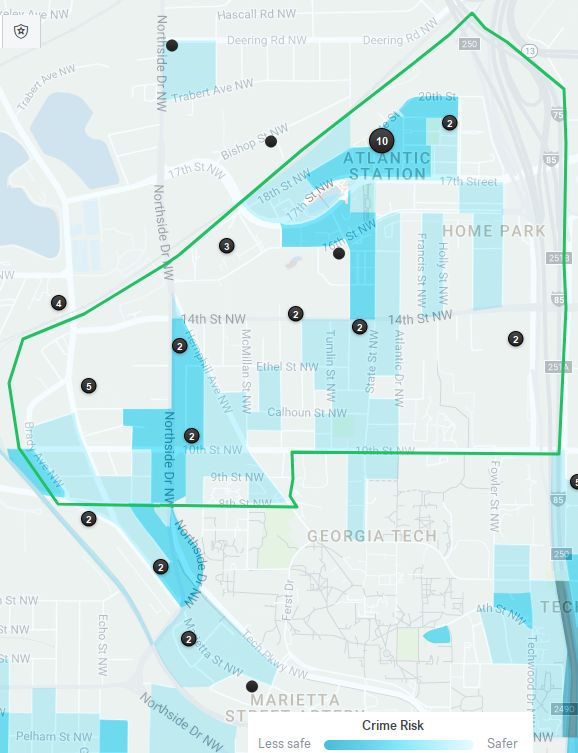 Hascall Rd NW
250
Deering Rd NW
Deering Rd NW
13
Northside Dr NW
Trabert Ave NW
Trabert Ave NW
20th St
75
2
Bishop St NW
10
ATLANTIC
STATION
85
17th St NW
18th St NW
17th St NW
17th Street
Northside Dr NW
HOME PARK
16th St NW
3
Francis St NW
Holly St NW
251B
4
85
14th St NW
2
14th St NW
2
2
2
Hemphill Ave NW
McMillan St NW
Tumlin St NW
State St NW
Atlantic Dr NW
Ethel St NW
251A
5
Calhoun St NW
Northside Dr NW
2
Brady Ave NW
10th St NW
10th St NW
9th St NW
Fowler St NW
8th St NW
85
5
2
Northside Dr NW
GEORGIA TECH
250
2
Ferst Dr
4th St NW
TECH
St NW
Echo St NW
2
Marietta St NW
Tech Pkwy NW
Techwood Dr NW
MARIETTA
STREET ARTERY
Northside Dr NW
249D
Pelham St NW
NW
Crime Risk
Less safe
Safer